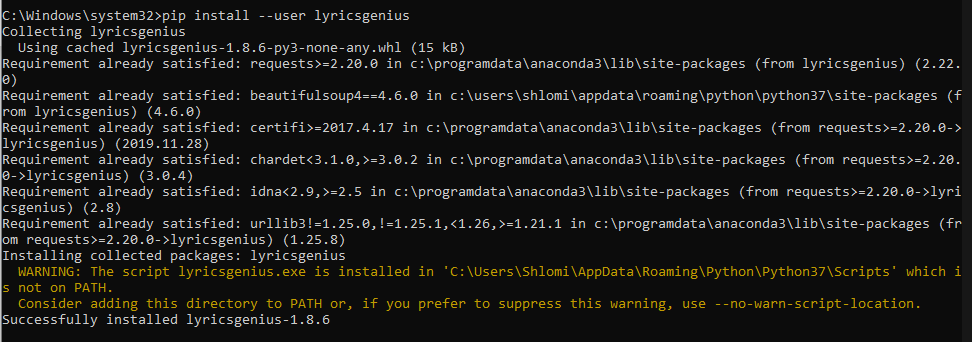 C:\Windows\system32>pip install --user lyricsgenius
Collecting lyricsgenius
  Using cached lyricsgenius-1.8.6-py3-none-any.whl (15 kB)
Requirement already satisfied: requests>=2.20.0 in c:\programdata\anaconda3\lib\site-packages (from lyricsgenius) (2.22.
0)
Requirement already satisfied: beautifulsoup4==4.6.0 in c:\users\shlomi\appdata\roaming\python\python37\site-packages (f
rom lyricsgenius) (4.6.0)
Requirement already satisfied: certifi>=2017.4.17 in c:\programdata\anaconda3\lib\site-packages (from requests>=2.20.0->
lyricsgenius) (2019.11.28)
Requirement already satisfied: chardet<3.1.0,>=3.0.2 in c:\programdata\anaconda3\lib\site-packages (from requests>=2.20.
0->lyricsgenius) (3.0.4)
Requirement already satisfied: idna<2.9,>=2.5 in c:\programdata\anaconda3\lib\site-packages (from requests>=2.20.0->lyri
csgenius) (2.8)
Requirement already satisfied: urllib3!=1.25.0,!=1.25.1,<1.26,>=1.21.1 in c:\programdata\anaconda3\lib\site-packages (fr
om requests>=2.20.0->lyricsgenius) (1.25.8)
Installing collected packages: lyricsgenius
  WARNING: The script lyricsgenius.exe is installed in 'C:\Users\Shlomi\AppData\Roaming\Python\Python37\Scripts' which i
s not on PATH.
  Consider adding this directory to PATH or, if you prefer to suppress this warning, use --no-warn-script-location.
Successfully installed lyricsgenius-1.8.6